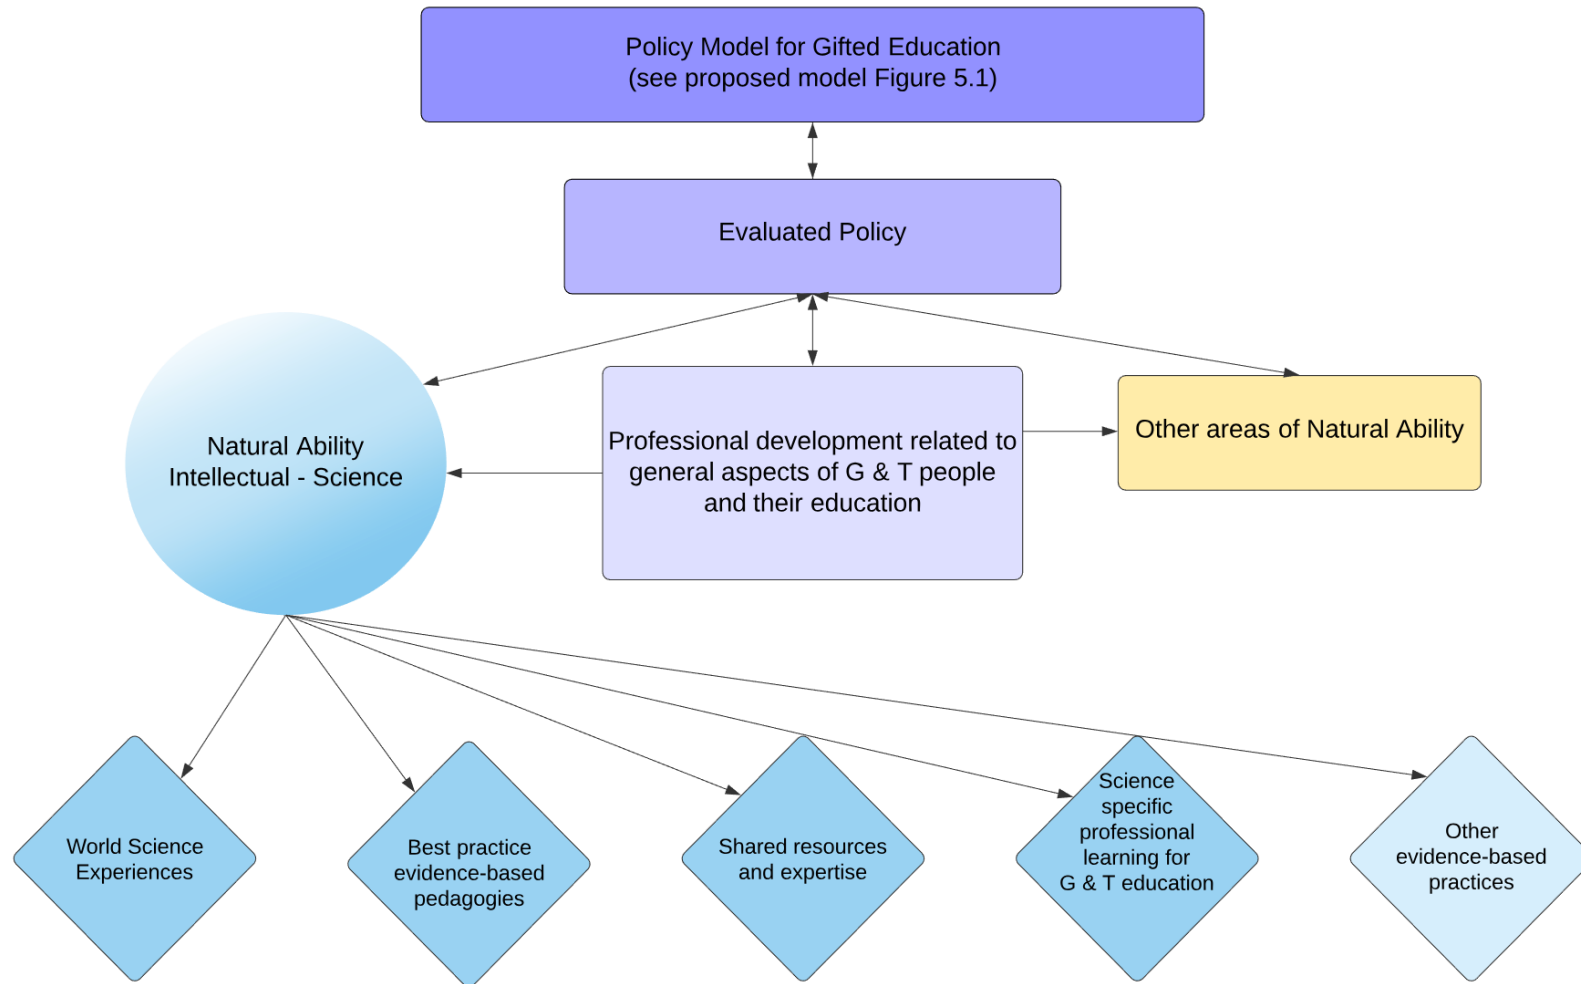 Policy Model for Gifted Education
(see proposed model Figure 5.1)
Evaluated Policy
Natural Ability
Intellectual - Science
Professional development related to
general aspects of G & T people
and their education
Other areas of Natural Ability
World Science
Experiences
Best practice
evidence-based
pedagogies
Shared resources
and expertise
Science
specific
professional
learning for
G & T education
Other
evidence-based
practices